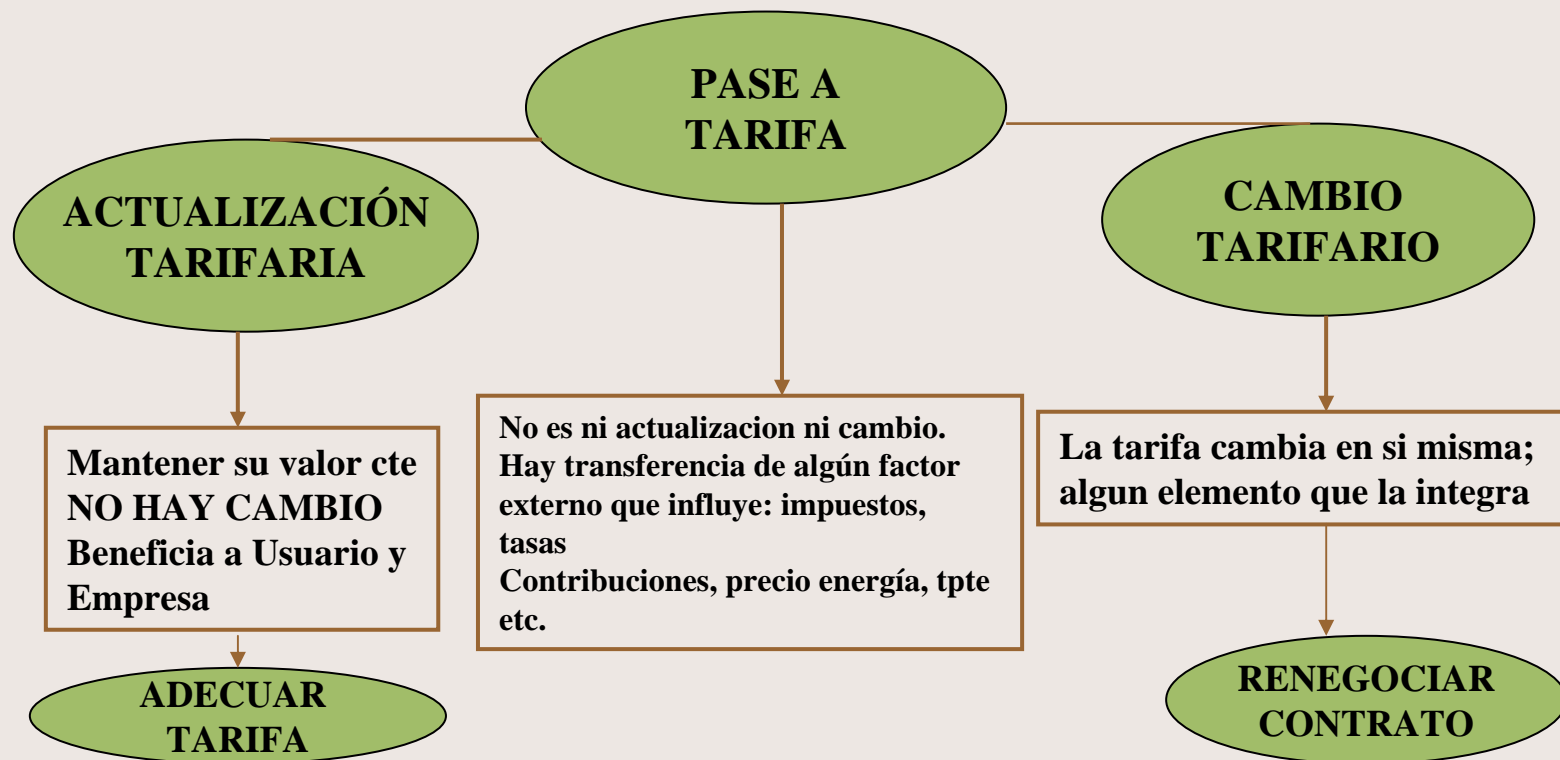 PASE A
TARIFA
ACTUALIZACIÓN
TARIFARIA
CAMBIO
TARIFARIO
Mantener su valor cte
NO HAY CAMBIO
Beneficia a Usuario y
Empresa
No es ni actualizacion ni cambio.
Hay transferencia de algún factor
externo que influye: impuestos,
tasas
Contribuciones, precio energía, tpte
etc.
La tarifa cambia en si misma;
algun elemento que la integra
ADECUAR
TARIFA
RENEGOCIAR
CONTRATO